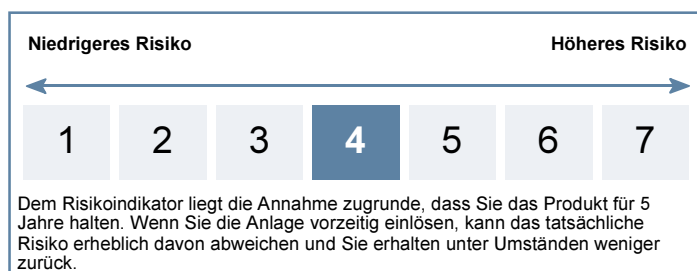 Niedrigeres Risiko Höheres Risiko
1 2 3 4 5 6 7
Dem Risikoindikator liegt die Annahme zugrunde, dass Sie das Produkt für 5
Jahre halten. Wenn Sie die Anlage vorzeitig einlösen, kann das tatsächliche
Risiko erheblich davon abweichen und Sie erhalten unter Umständen weniger
zurück.